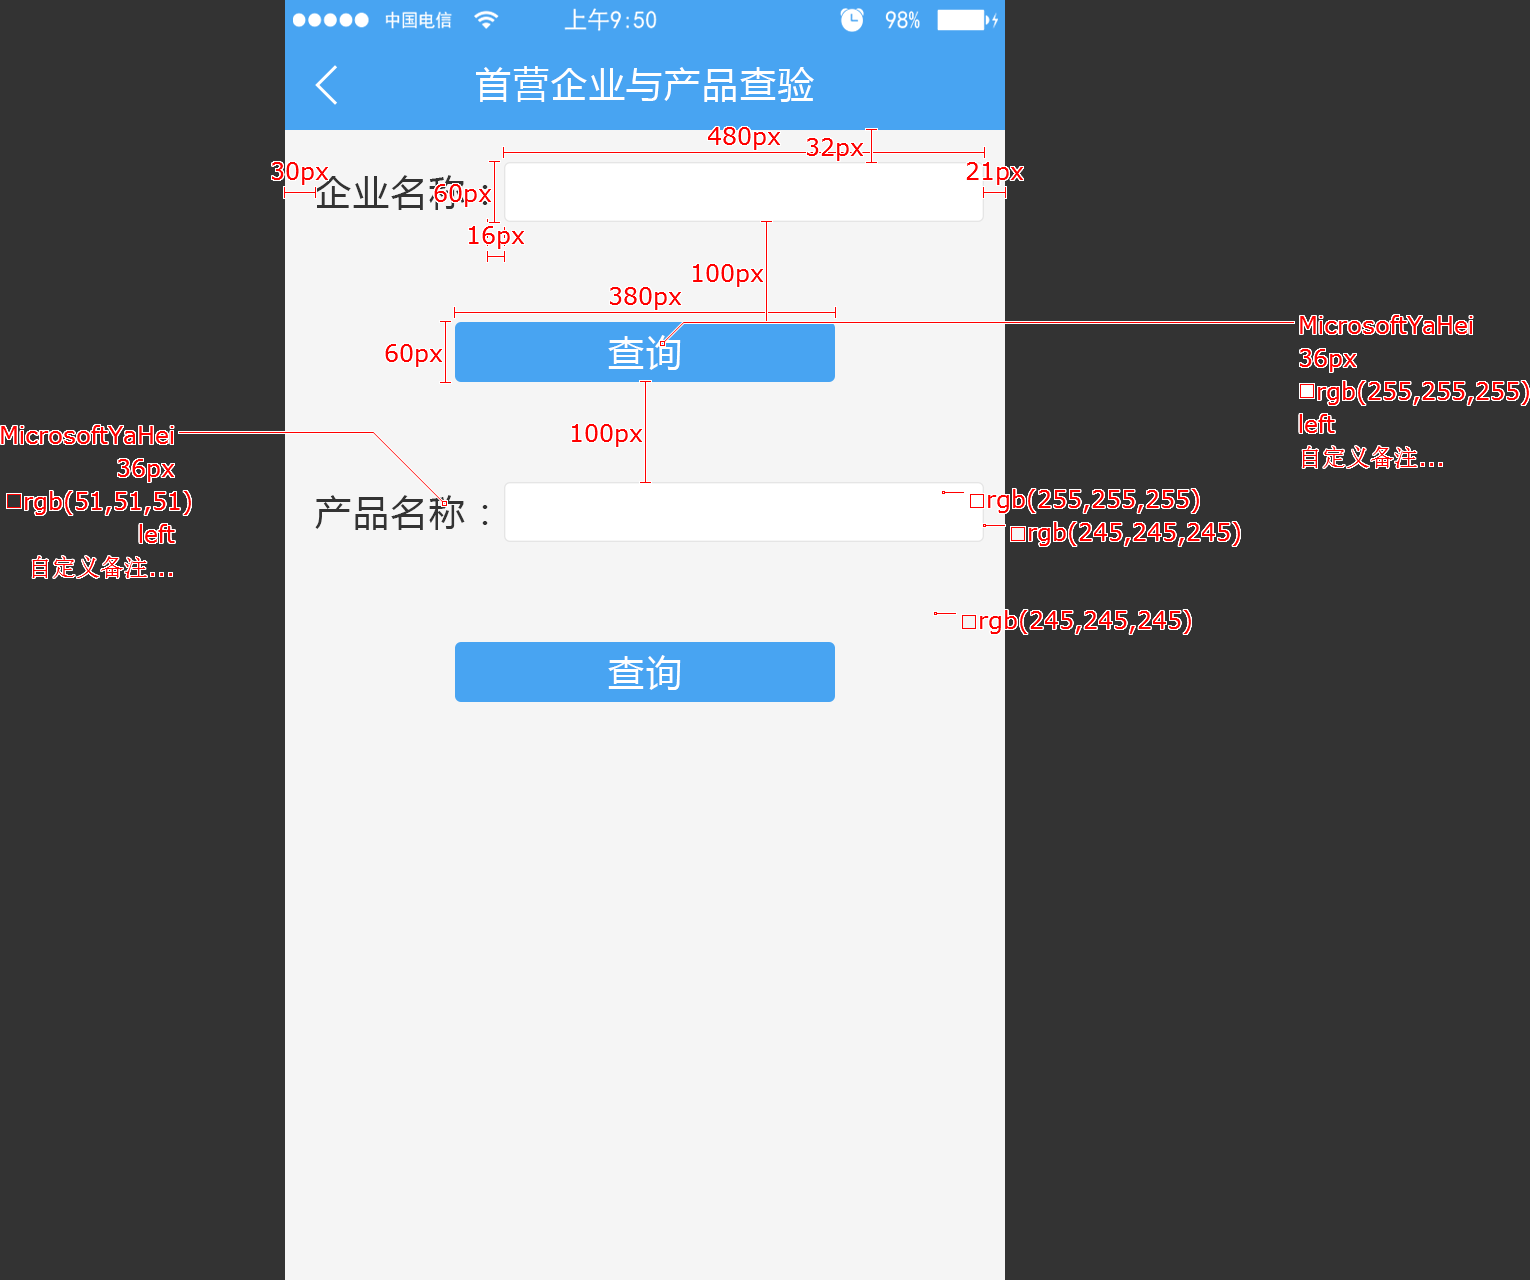 中国电信 上午9:50 98%
首营企业与产品查验
480px
32px
30px
21px
企业名称：
60px
16px
100px
380px
查询
60px
MicrosoftYaHei
36px
rgb(255,255,255)
left
自定义备注...
100px
MicrosoftYaHei
36px
rgb(51,51,51)
left
自定义备注...
产品名称：
rgb(255,255,255)
rgb(245,245,245)
rgb(245,245,245)
查询